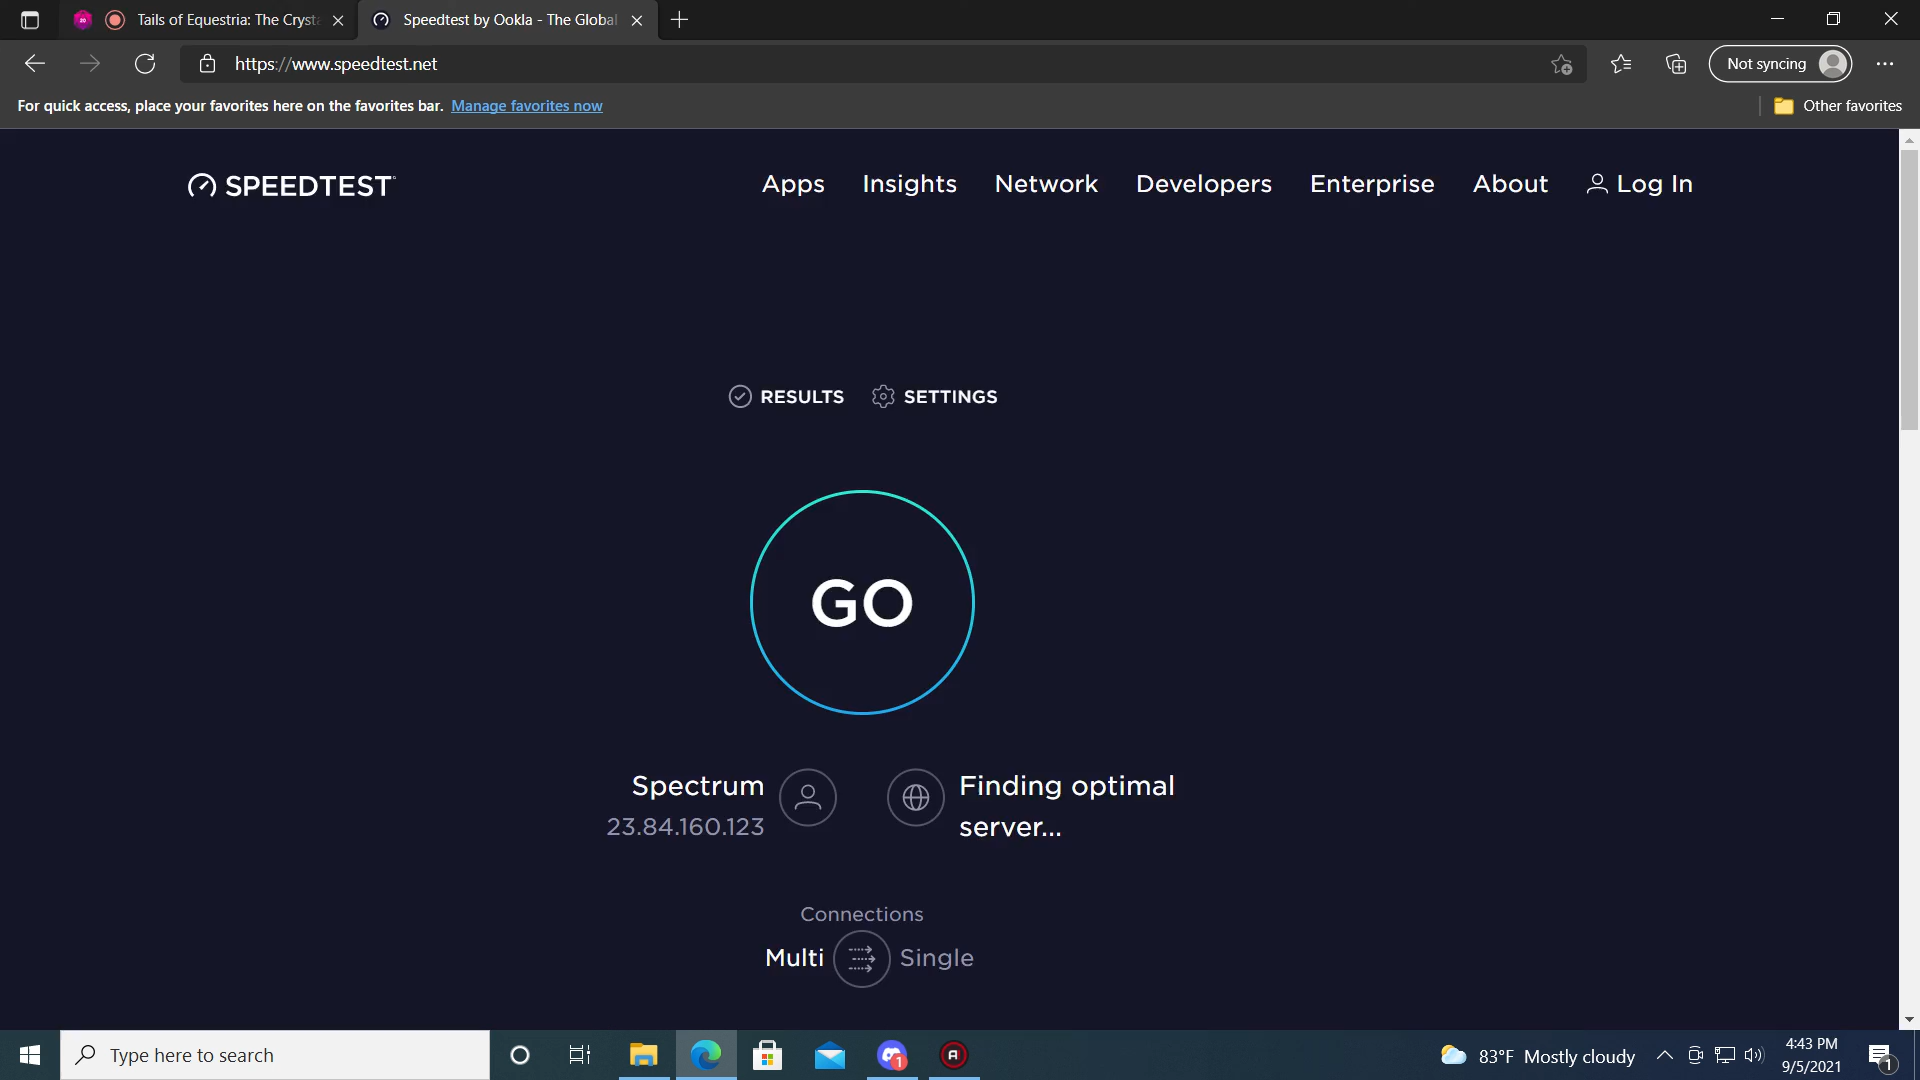 Tails of Equestria: The Cryst
Speedtest by Ookla - The Global
https://www.speedtest.net
Not syncing
For quick access, place your favorites here on the favorites bar. Manage favorites now
Other favorites
SPEEDTEST
Apps Insights Network Developers Enterprise About Log In
RESULTS SETTINGS
GO
Spectrum
23.84.160.123
Finding optimal
server...
Connections
Multi Single
Type here to search
1
83°F Mostly cloudy
4:43 PM
9/5/2021
1